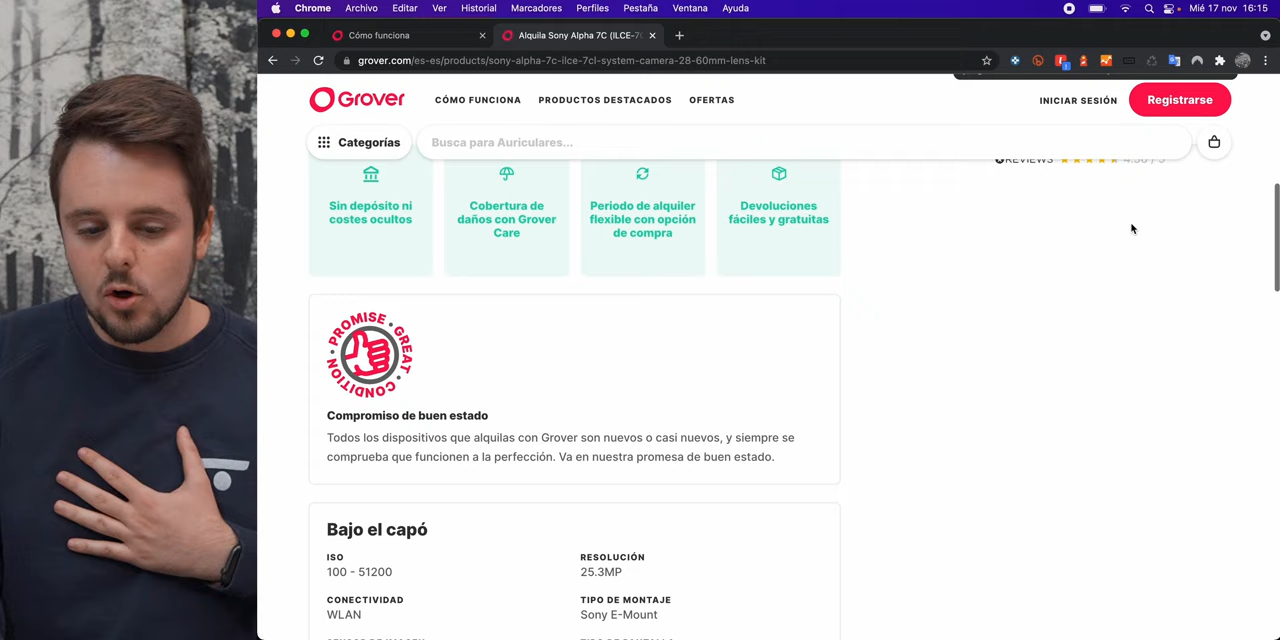 Chrome Archivo Editar Ver Historial Marcadores Perfiles Pestaña Ventana Ayuda Mié 17 nov 16:15
Cómo funciona Alquila Sony Alpha 7C (ILCE-7C
grover.com/es-es/products/sony-alpha-7c-ilce-7cl-system-camera-28-60mm-lens-kit
Grover CÓMO FUNCIONA PRODUCTOS DESTACADOS OFERTAS INICIAR SESIÓN Registrarse
Categorías Busca para Auriculares...
REVIEWS
Sin depósito ni
costes ocultos
Cobertura de
daños con Grover
Care
Periodo de alquiler
flexible con opción
de compra
Devoluciones
fáciles y gratuitas
PROMISE · GREAT · CONDITION ·
Compromiso de buen estado
Todos los dispositivos que alquilas con Grover son nuevos o casi nuevos, y siempre se
comprueba que funcionen a la perfección. Va en nuestra promesa de buen estado.
Bajo el capó
ISO
100 - 51200
RESOLUCIÓN
25.3MP
CONECTIVIDAD
WLAN
TIPO DE MONTAJE
Sony E-Mount